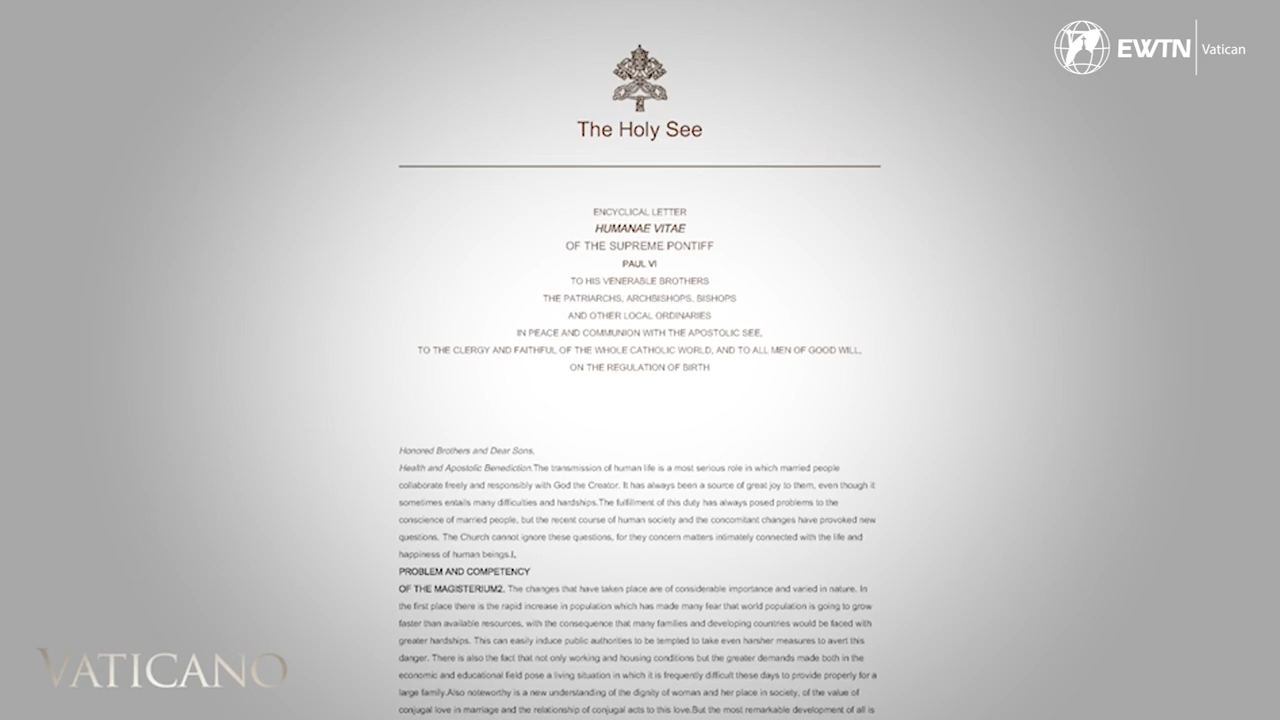 EWTN Vatican
The Holy See
ENCYCLICAL LETTER
HUMANAE VITAE
OF THE SUPREME PONTIFF
PAUL VI
TO HIS VENERABLE BROTHERS
THE PATRIARCHS, ARCHBISHOPS, BISHOPS
AND OTHER LOCAL ORDINARIES
IN PEACE AND COMMUNION WITH THE APOSTOLIC SEE,
TO THE CLERGY AND FAITHFUL OF THE WHOLE CATHOLIC WORLD, AND TO ALL MEN OF GOOD WILL,
ON THE REGULATION OF BIRTH
Honored Brothers and Dear Sons,
Health and Apostolic Benediction.The transmission of human life is a most serious role in which married people
collaborate freely and responsibly with God the Creator. It has always been a source of great joy to them, even though it
sometimes entails many difficulties and hardships.The fulfillment of this duty has always posed problems to the
conscience of married people, but the recent course of human society and the concomitant changes have provoked new
questions. The Church cannot ignore these questions, for they concern matters intimately connected with the life and
happiness of human beings.I.
PROBLEM AND COMPETENCY
OF THE MAGISTERIUM2. The changes that have taken place are of considerable importance and varied in nature. In
the first place there is the rapid increase in population which has made many fear that world population is going to grow
faster than available resources, with the consequence that many families and developing countries would be faced with
greater hardships. This can easily induce public authorities to be tempted to take even harsher measures to avert this
danger. There is also the fact that not only working and housing conditions but the greater demands made both in the
economic and educational field pose a living situation in which it is frequently difficult these days to provide properly for a
large family.Also noteworthy is a new understanding of the dignity of woman and her place in society, of the value of
conjugal love in marriage and the relationship of conjugal acts to this love.But the most remarkable development of all is
VATICANO